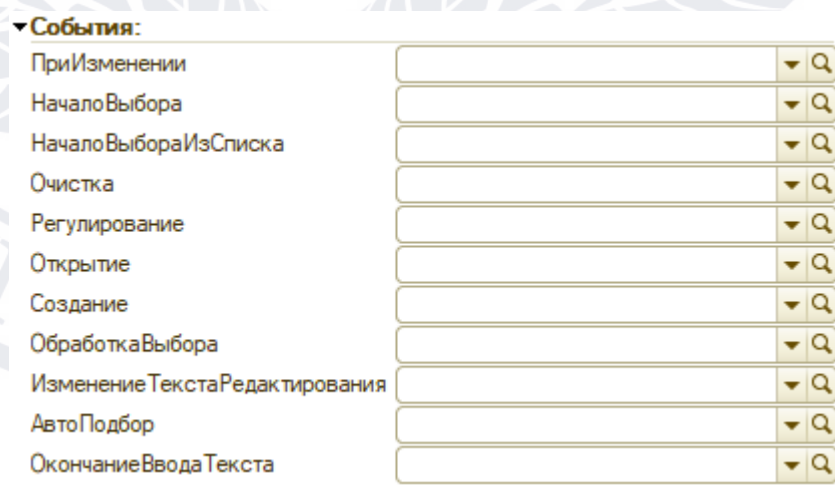 События:
ПриИзменении
НачалоВыбора
НачалоВыбораИзСписка
Очистка
Регулирование
Открытие
Создание
ОбработкаВыбора
ИзменениеТекстаРедактирования
АвтоПодбор
ОкончаниеВводаТекста